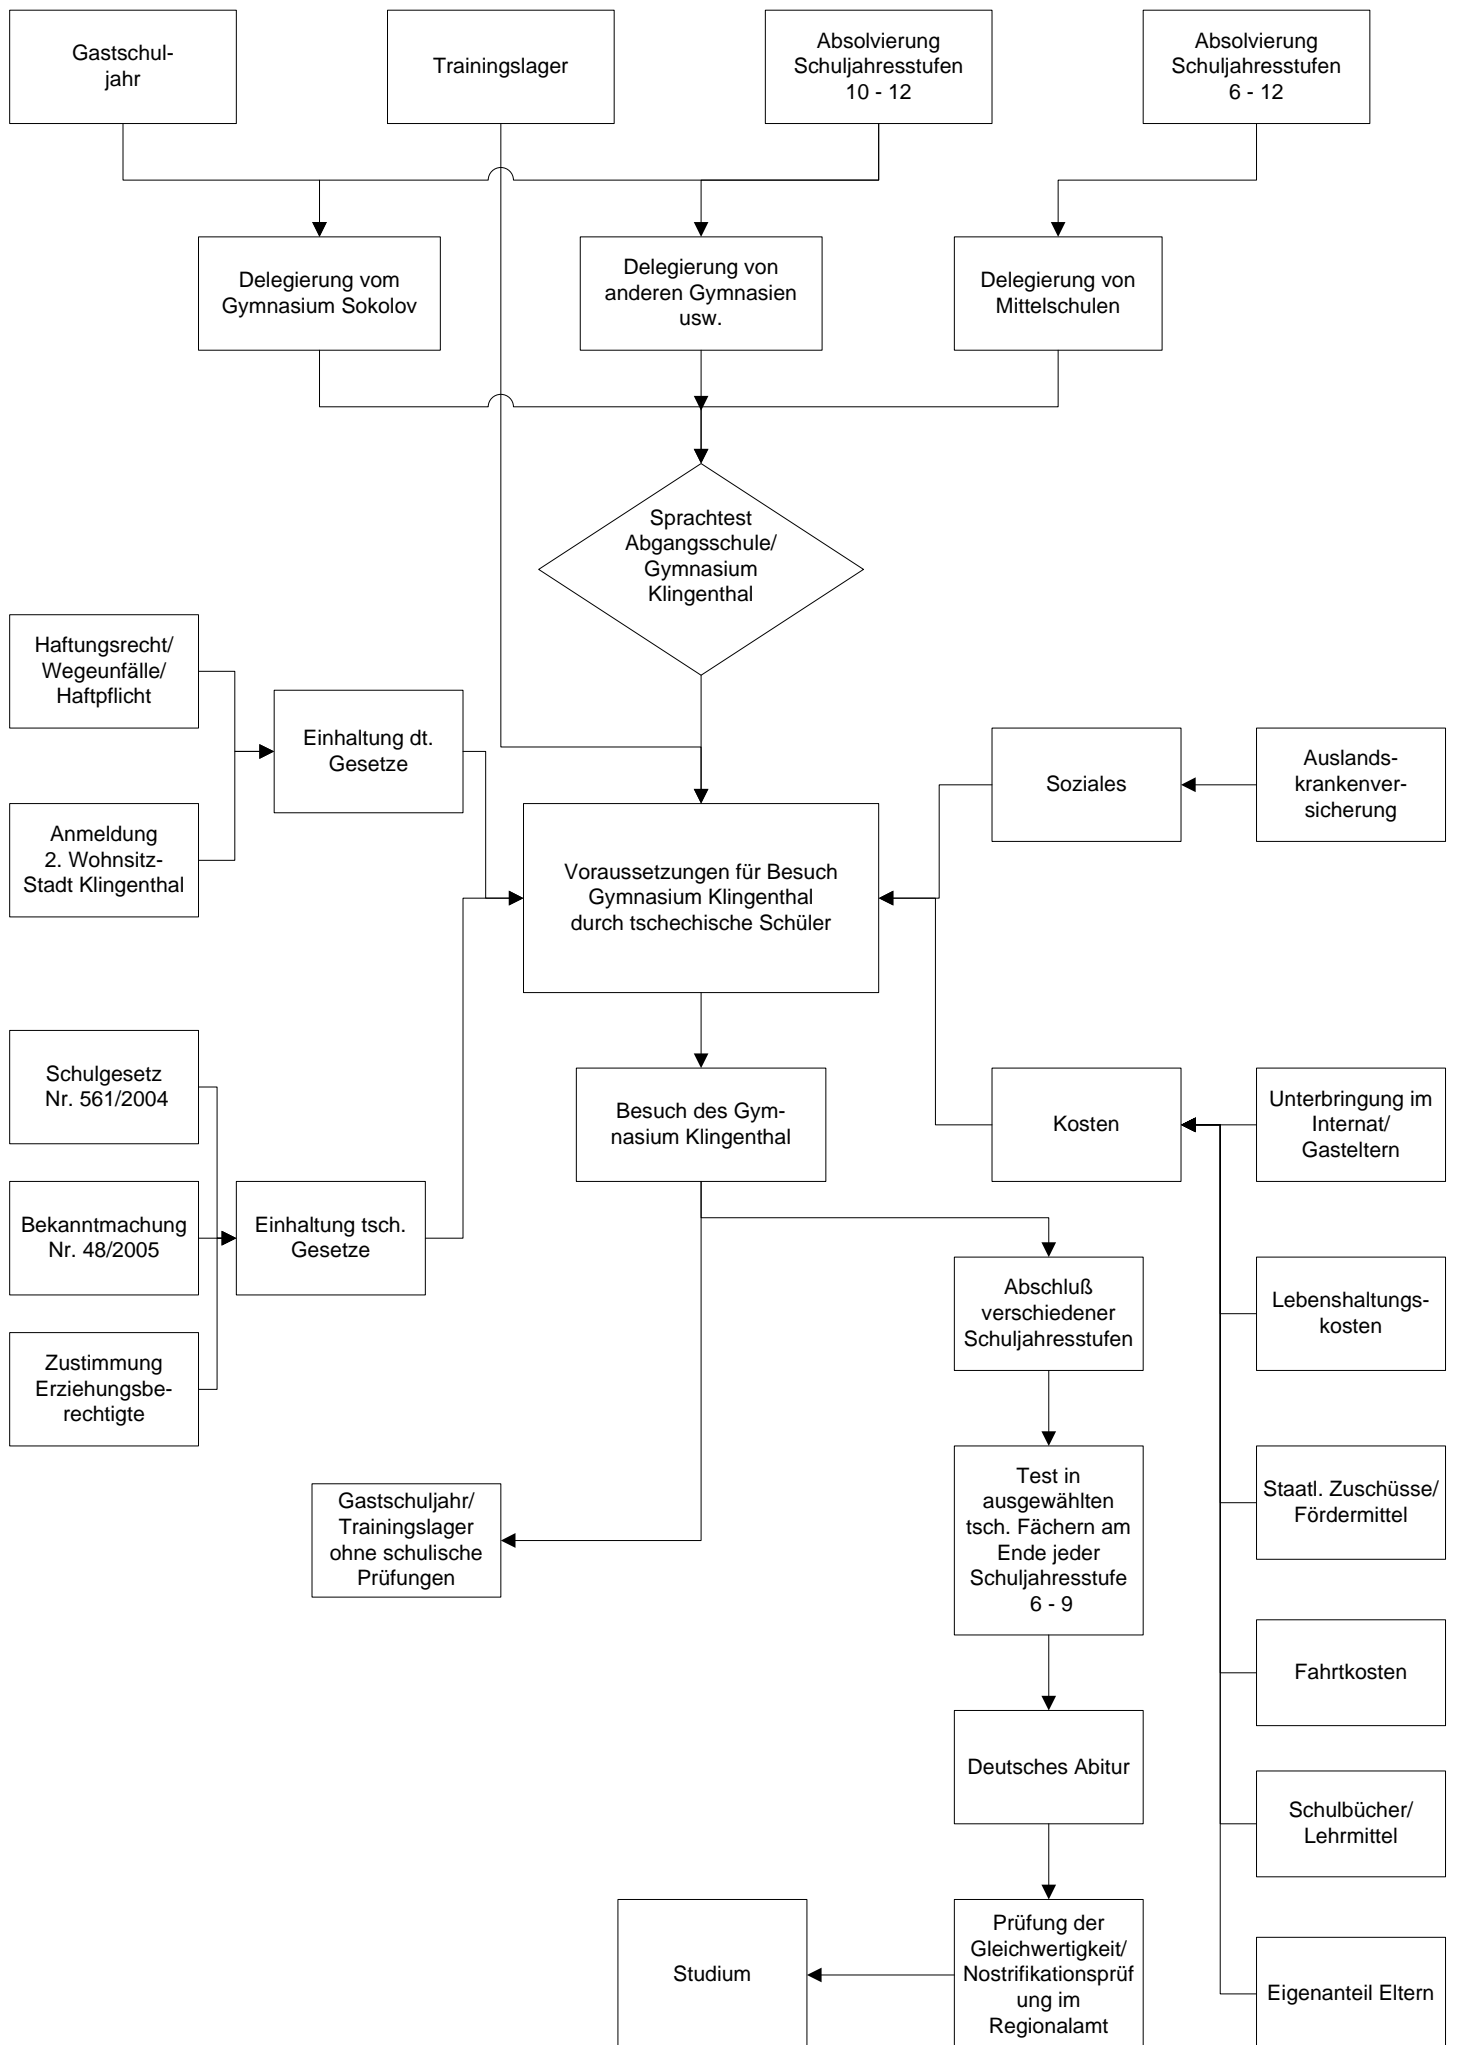 Gastschul-
jahr
Trainingslager
Absolvierung
Schuljahresstufen
10 - 12
Absolvierung
Schuljahresstufen
6 - 12
Delegierung vom
Gymnasium Sokolov
Delegierung von
anderen Gymnasien
usw.
Delegierung von
Mittelschulen
Sprachtest
Abgangsschule/
Gymnasium
Klingenthal
Haftungsrecht/
Wegeunfälle/
Haftpflicht
Einhaltung dt.
Gesetze
Anmeldung
2. Wohnsitz-
Stadt Klingenthal
Soziales
Auslands-
krankenver-
sicherung
Voraussetzungen für Besuch
Gymnasium Klingenthal
durch tschechische Schüler
Schulgesetz
Nr. 561/2004
Bekanntmachung
Nr. 48/2005
Zustimmung
Erziehungsbe-
rechtigte
Einhaltung tsch.
Gesetze
Besuch des Gym-
nasium Klingenthal
Kosten
Unterbringung im
Internat/
Gasteltern
Lebenshaltungs-
kosten
Staatl. Zuschüsse/
Fördermittel
Fahrtkosten
Schulbücher/
Lehrmittel
Eigenanteil Eltern
Abschluß
verschiedener
Schuljahresstufen
Gastschuljahr/
Trainingslager
ohne schulische
Prüfungen
Test in
ausgewählten
tsch. Fächern am
Ende jeder
Schuljahresstufe
6 - 9
Deutsches Abitur
Prüfung der
Gleichwertigkeit/
Nostrifikationsprüf
ung im
Regionalamt
Studium